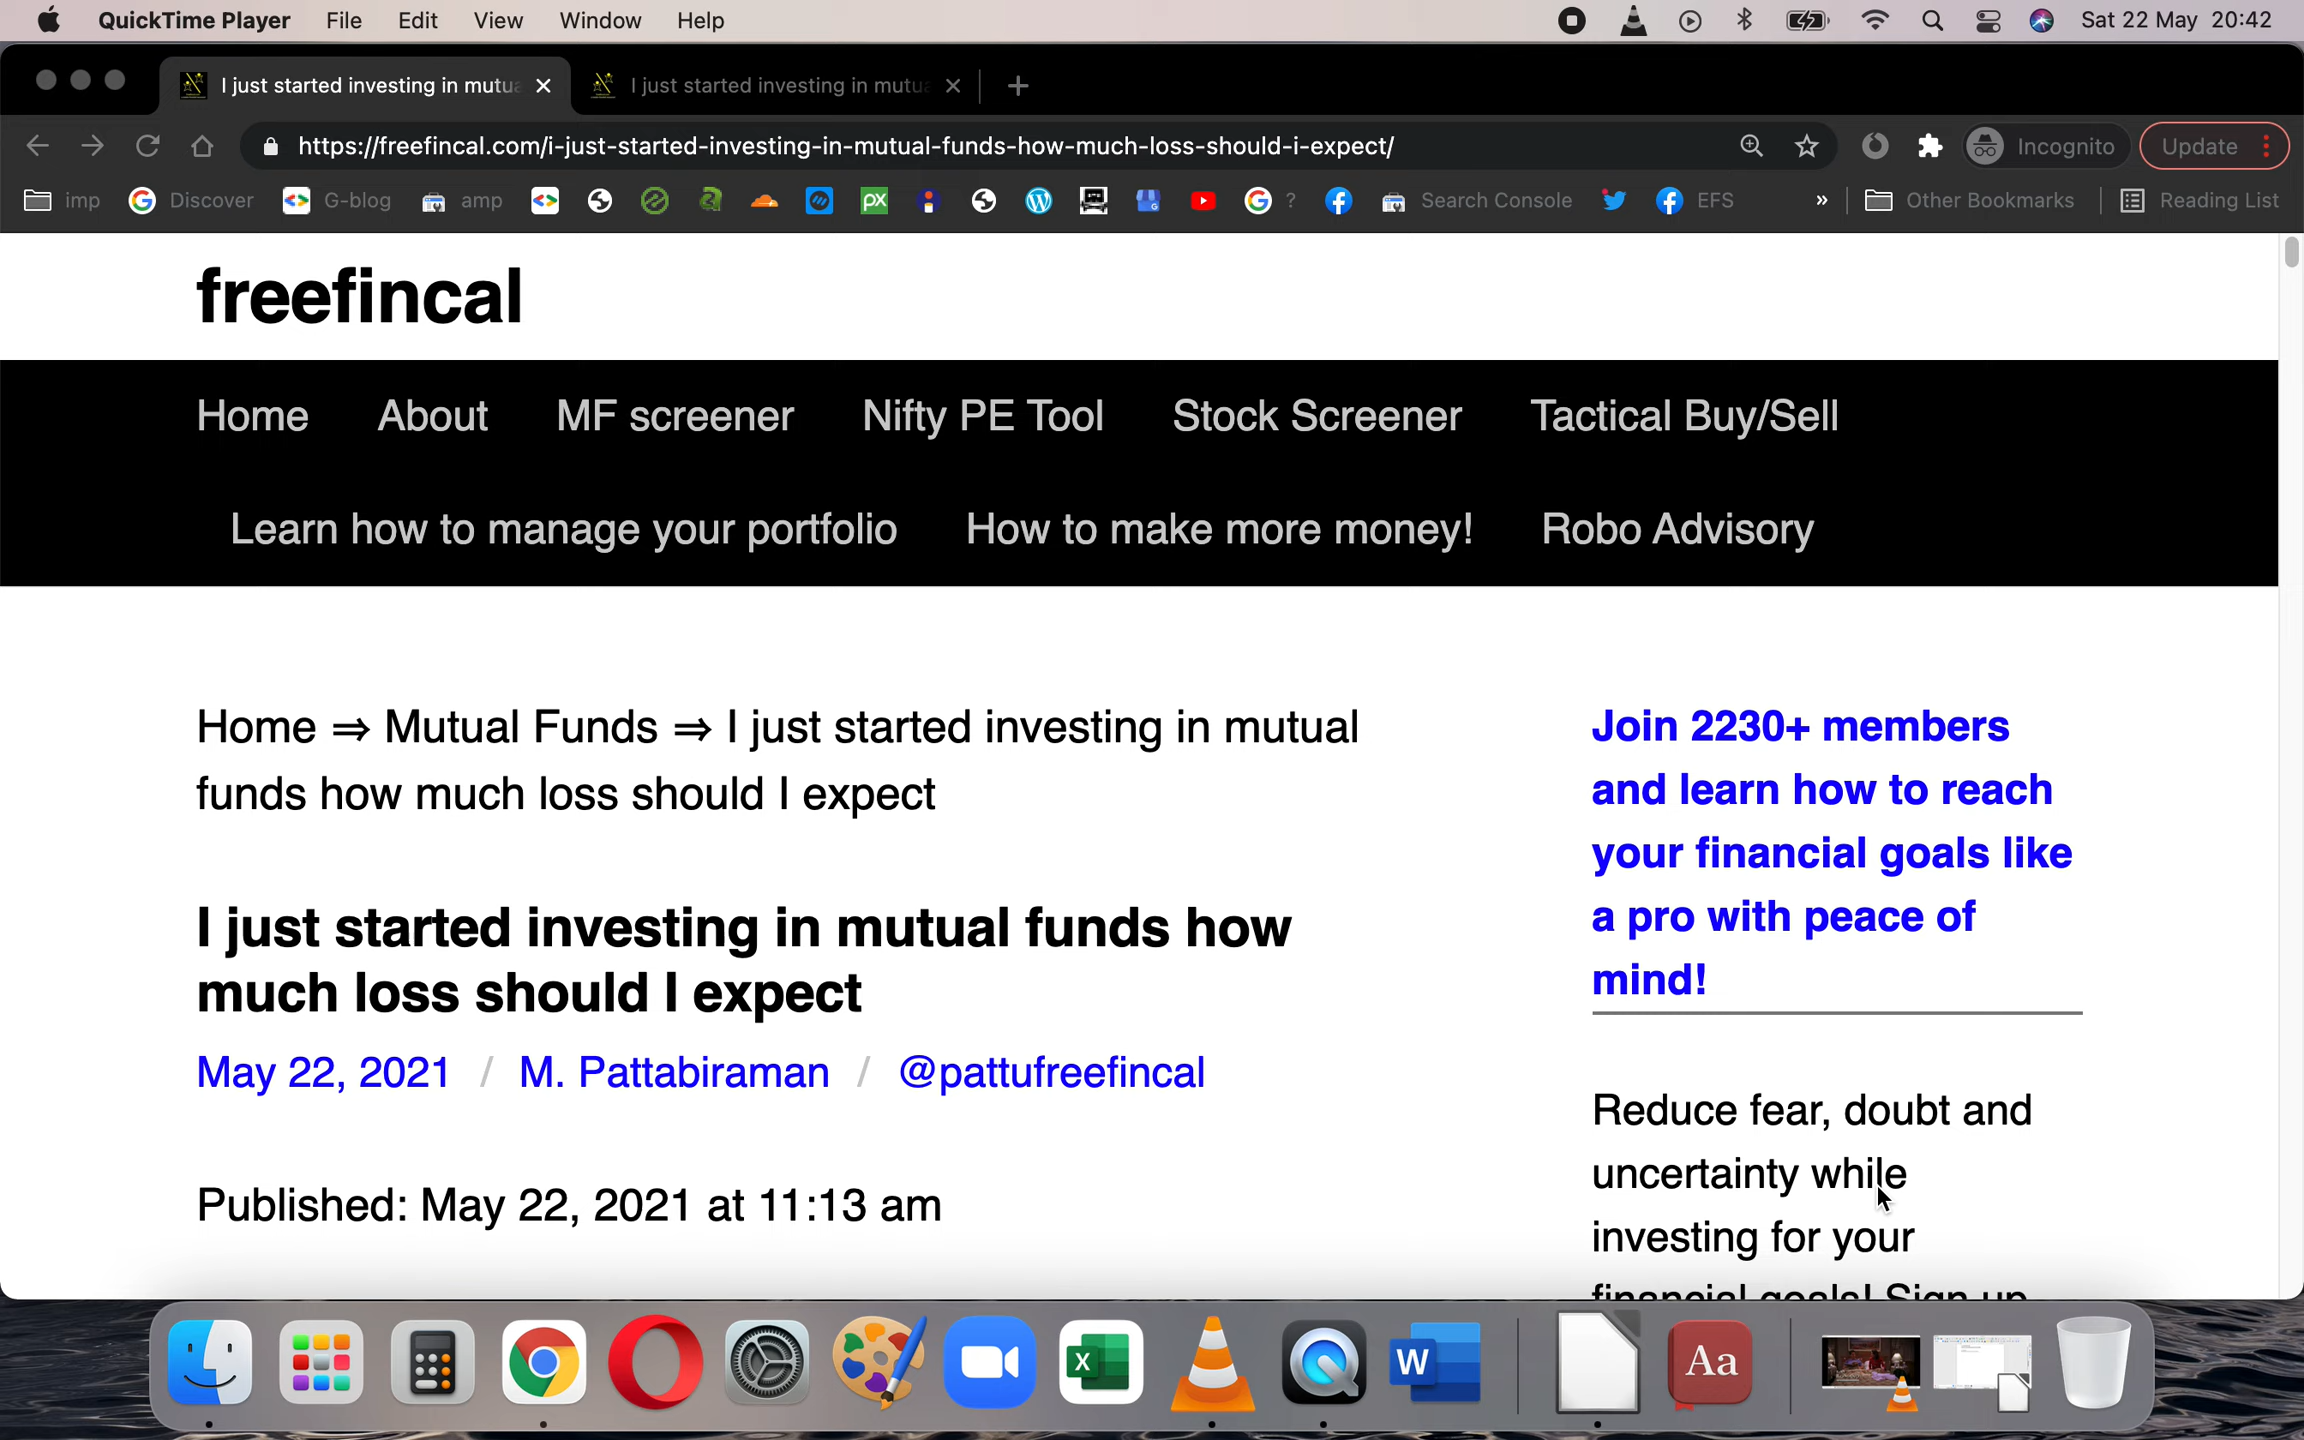 QuickTime Player File Edit View Window Help Sat 22 May 20:42
I just started investing in mutua I just started investing in mutua
https://freefincal.com/i-just-started-investing-in-mutual-funds-how-much-loss-should-i-expect/ Incognito Update
imp Discover G-blog amp PX ? Search Console EFS » Other Bookmarks Reading List
freefincal
Home About MF screener Nifty PE Tool Stock Screener Tactical Buy/Sell
Learn how to manage your portfolio How to make more money! Robo Advisory
Home ⇒ Mutual Funds ⇒ I just started investing in mutual
funds how much loss should I expect
I just started investing in mutual funds how
much loss should I expect
May 22, 2021 / M. Pattabiraman / @pattufreefincal
Published: May 22, 2021 at 11:13 am
Join 2230+ members
and learn how to reach
your financial goals like
a pro with peace of
mind!
Reduce fear, doubt and
uncertainty while
investing for your
financial goals! Sign up
X W Aa